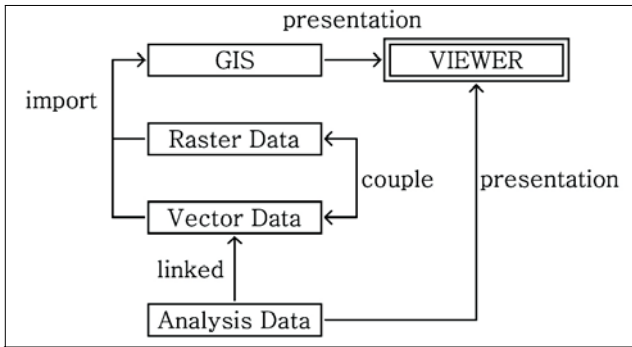 presentation
GIS
VIEWER
import
Raster Data
couple
presentation
Vector Data
linked
Analysis Data